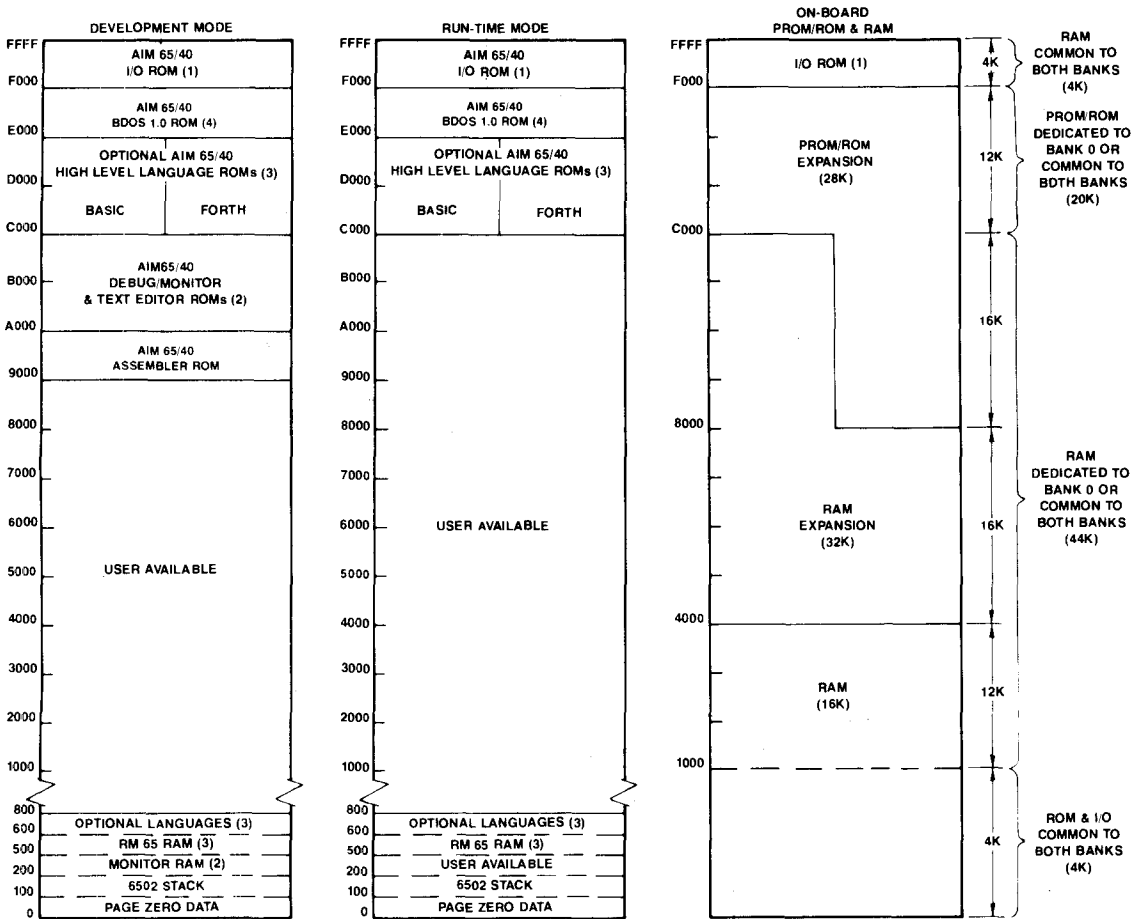 DEVELOPMENT MODE
FFFF
AIM 65/40
I/O ROM (1)
F000
AIM 65/40
BDOS 1.0 ROM (4)
E000
OPTIONAL AIM 65/40
HIGH LEVEL LANGUAGE ROMs (3)
D000
BASIC FORTH
C000
AIM65/40
B000
DEBUG/MONITOR
& TEXT EDITOR ROMs (2)
A000
AIM 65/40
ASSEMBLER ROM
9000
8000
7000
6000
USER AVAILABLE
5000
4000
3000
2000
1000
800
OPTIONAL LANGUAGES (3)
600
RM 65 RAM (3)
500
MONITOR RAM (2)
200
6502 STACK
100
PAGE ZERO DATA
0
RUN-TIME MODE
FFFF
AIM 65/40
I/O ROM (1)
F000
AIM 65/40
BDOS 1.0 ROM (4)
E000
OPTIONAL AIM 65/40
HIGH LEVEL LANGUAGE ROMs (3)
D000
BASIC FORTH
C000
B000
A000
9000
8000
7000
6000
USER AVAILABLE
5000
4000
3000
2000
1000
800
OPTIONAL LANGUAGES (3)
600
RM 65 RAM (3)
500
USER AVAILABLE
200
6502 STACK
100
PAGE ZERO DATA
0
ON-BOARD
PROM/ROM & RAM
FFFF
I/O ROM (1)
F000
PROM/ROM
EXPANSION
(28K)
C000
8000
RAM
EXPANSION
(32K)
4000
RAM
(16K)
1000
4K
12K
16K
16K
12K
4K
RAM
COMMON TO
BOTH BANKS
(4K)
PROM/ROM
DEDICATED TO
BANK 0 OR
COMMON TO
BDTH BANKS
(20K)
RAM
DEDICATED TO
BANK 0 OR
COMMON TO
BOTH BANKS
(44K)
ROM & I/O
COMMON TO
BOTH BANKS
(4K)